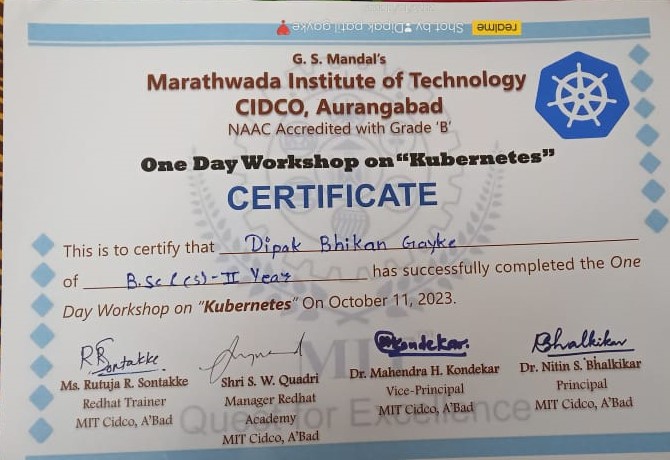 realme Shot by Dipak patil gayke
G. S. Mandal's
Marathwada Institute of Technology
CIDCO, Aurangabad
NAAC Accredited with Grade 'B'
One Day Workshop on "Kubernetes"
CERTIFICATE
This is to certify that Dipak Bhikan Gayke
of B.Sc (CS)-II Year has successfully completed the One
Day Workshop on "Kubernetes" On October 11, 2023.
RRSontakke
Kondekar.
Bhalkikar
Ms. Rutuja R. Sontakke
Redhat Trainer
MIT Cidco, A'Bad
Shri S. W. Quadri
Manager Redhat
Academy
MIT Cidco, A'Bad
Dr. Mahendra H. Kondekar
Vice-Principal
MIT Cidco, A'Bad
Dr. Nitin S. Bhalkikar
Principal
MIT Cidco, A'Bad
MIT
Quest for Excellence